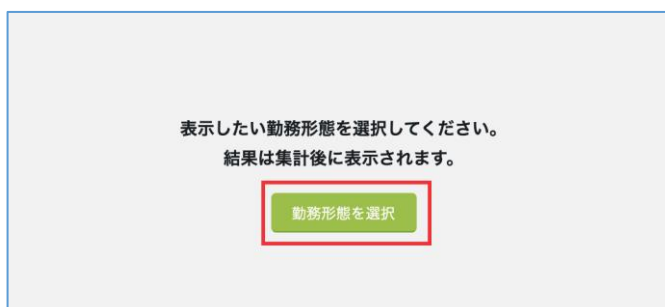 表示したい勤務形態を選択してください。
結果は集計後に表示されます。
勤務形態を選択